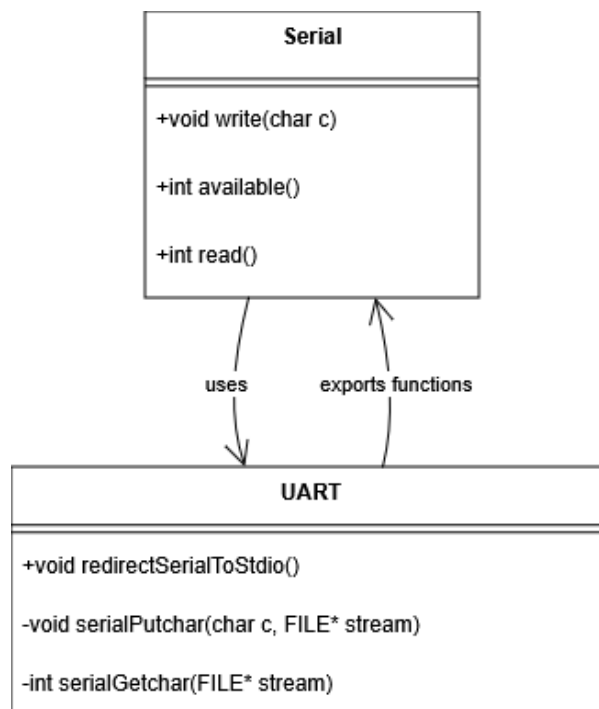 Serial
+void write(char c)
+int available()
+int read()
uses
exports functions
UART
+void redirectSerialToStdio()
-void serialPutchar(char c, FILE* stream)
-int serialGetchar(FILE* stream)